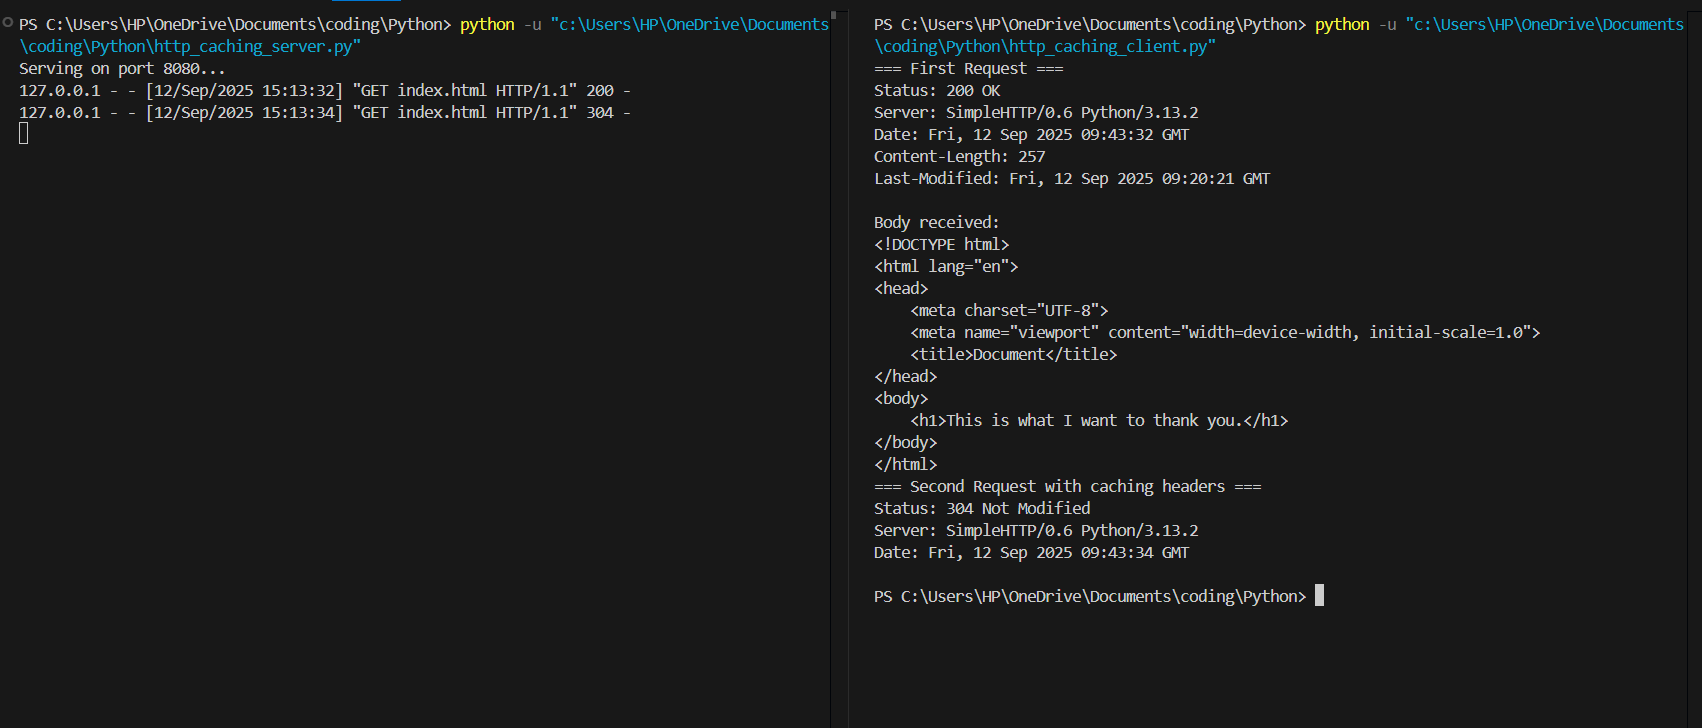 PS C:\Users\HP\OneDrive\Documents\coding\Python> python -u "c:\Users\HP\OneDrive\Documents
\coding\Python\http_caching_server.py"
Serving on port 8080...
127.0.0.1 - - [12/Sep/2025 15:13:32] "GET index.html HTTP/1.1" 200 -
127.0.0.1 - - [12/Sep/2025 15:13:34] "GET index.html HTTP/1.1" 304 -
PS C:\Users\HP\OneDrive\Documents\coding\Python> python -u "c:\Users\HP\OneDrive\Documents
\coding\Python\http_caching_client.py"
=== First Request ===
Status: 200 OK
Server: SimpleHTTP/0.6 Python/3.13.2
Date: Fri, 12 Sep 2025 09:43:32 GMT
Content-Length: 257
Last-Modified: Fri, 12 Sep 2025 09:20:21 GMT
Body received:
<!DOCTYPE html>
<html lang="en">
<head>
    <meta charset="UTF-8">
    <meta name="viewport" content="width=device-width, initial-scale=1.0">
    <title>Document</title>
</head>
<body>
    <h1>This is what I want to thank you.</h1>
</body>
</html>
=== Second Request with caching headers ===
Status: 304 Not Modified
Server: SimpleHTTP/0.6 Python/3.13.2
Date: Fri, 12 Sep 2025 09:43:34 GMT
PS C:\Users\HP\OneDrive\Documents\coding\Python>